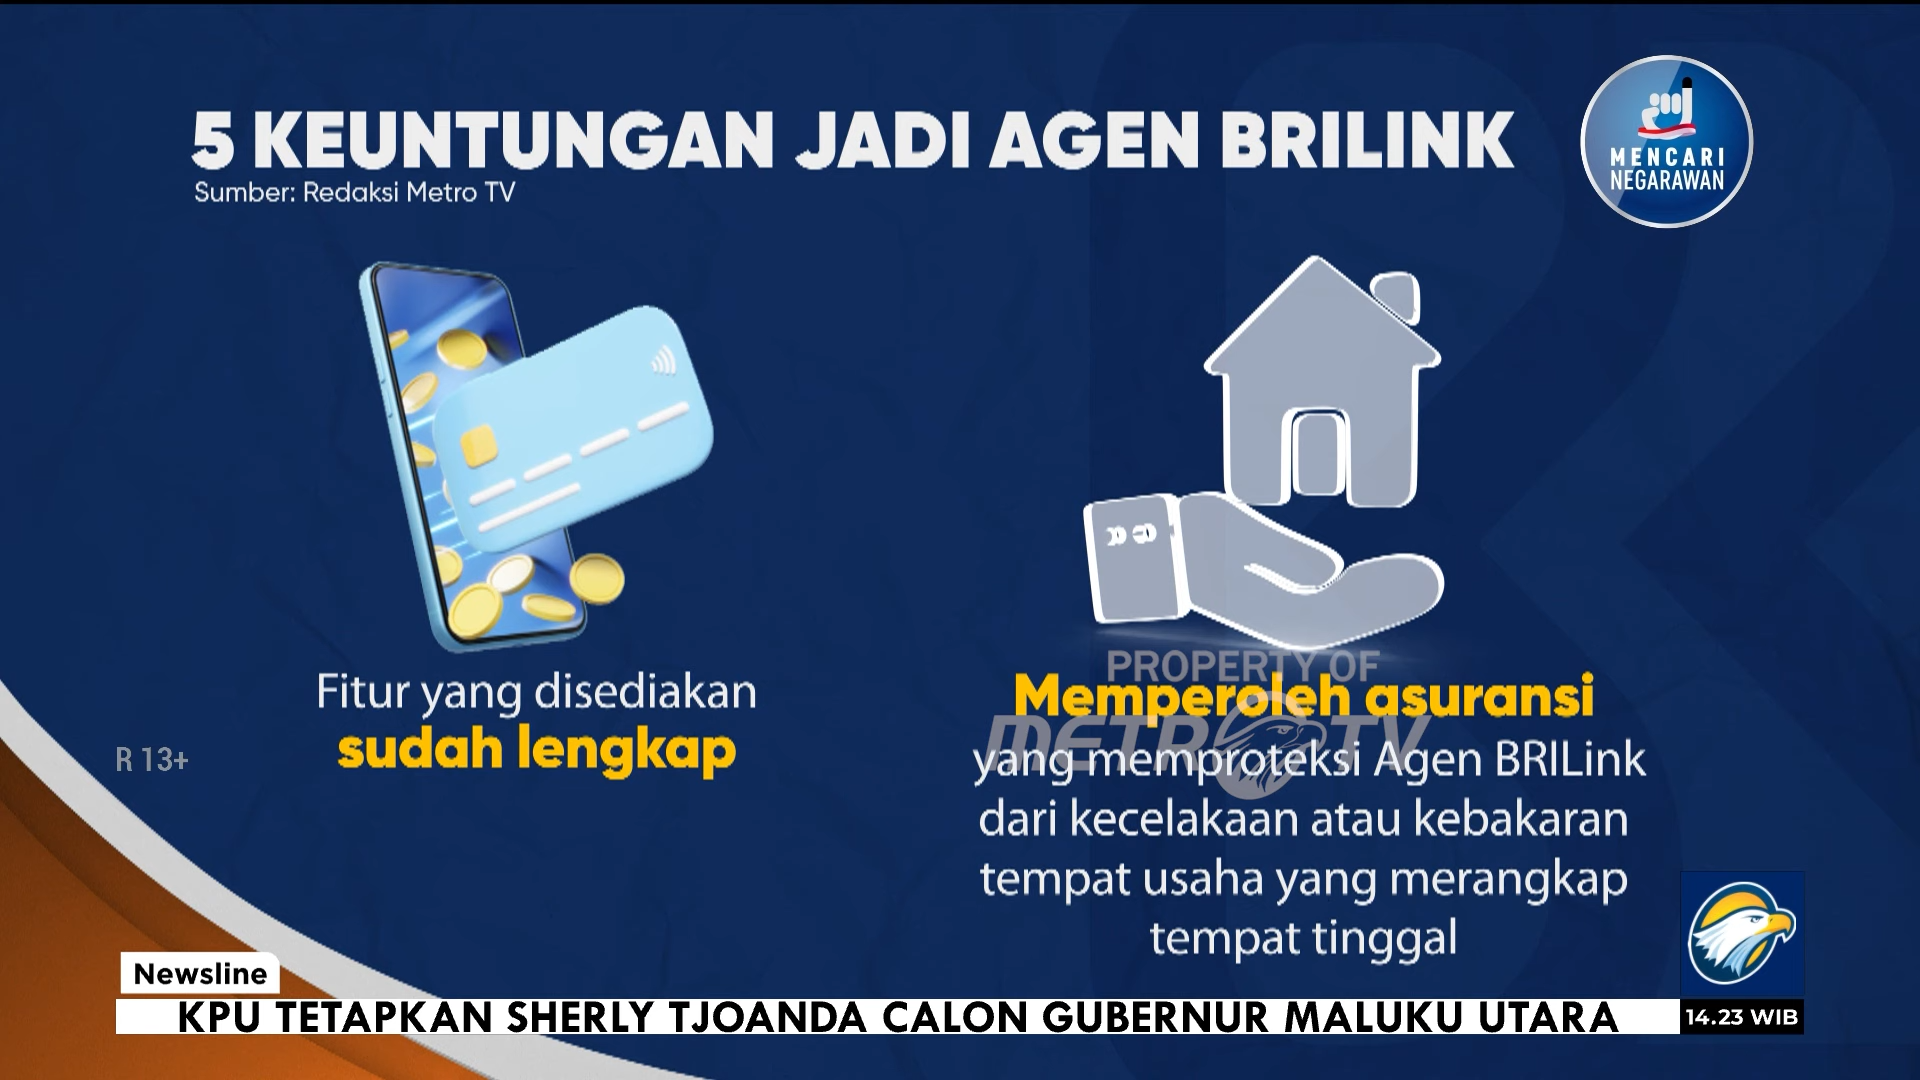 5 KEUNTUNGAN JADI AGEN BRILINK
Sumber: Redaksi Metro TV
MENCARI
NEGARAWAN
Fitur yang disediakan
sudah lengkap
PROPERTY OF
METRO TV
Memperoleh asuransi
yang memproteksi Agen BRILink
dari kecelakaan atau kebakaran
tempat usaha yang merangkap
tempat tinggal
R 13+
Newsline
KPU TETAPKAN SHERLY TJOANDA CALON GUBERNUR MALUKU UTARA
14.23 WIB